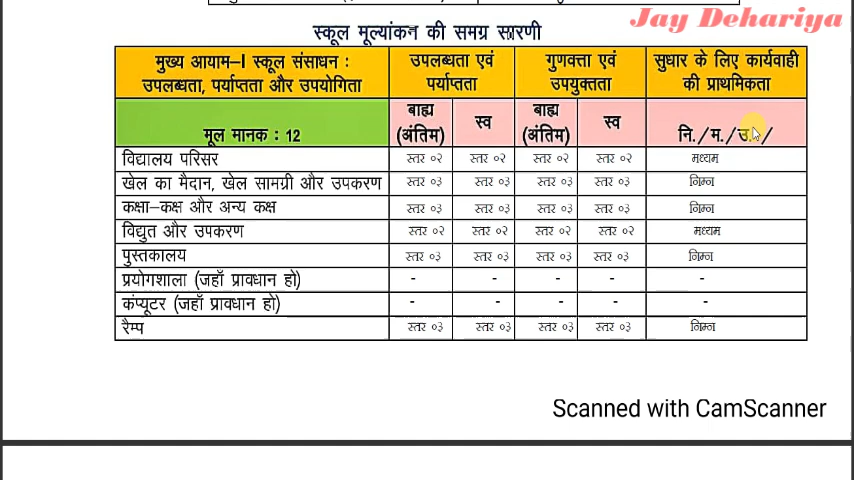 Jay Dehariya
स्कूल मूल्यांकन की समग्र सारणी
मुख्य आयाम–I स्कूल संसाधन : उपलब्धता एवं गुणवत्ता एवं सुधार के लिए कार्यवाही
उपलब्धता, पर्याप्तता और उपयोगिता पर्याप्तता उपयुक्तता की प्राथमिकता
बाह्य स्व बाह्य स्व
मूल मानक : 12 (अंतिम) (अंतिम) नि./म./उ./
विद्यालय परिसर स्तर ०२ स्तर ०२ स्तर ०२ स्तर ०२ मध्यम
खेल का मैदान, खेल सामग्री और उपकरण स्तर ०३ स्तर ०३ स्तर ०३ स्तर ०३ निम्न
कक्षा–कक्ष और अन्य कक्ष स्तर ०३ स्तर ०३ स्तर ०३ स्तर ०३ निम्न
विद्युत और उपकरण स्तर ०२ स्तर ०२ स्तर ०२ स्तर ०२ मध्यम
पुस्तकालय स्तर ०३ स्तर ०३ स्तर ०३ स्तर ०३ निम्न
प्रयोगशाला (जहाँ प्रावधान हो) - - - - -
कंप्यूटर (जहाँ प्रावधान हो) - - - - -
रैम्प स्तर ०३ स्तर ०३ स्तर ०३ स्तर ०३ निम्न
Scanned with CamScanner